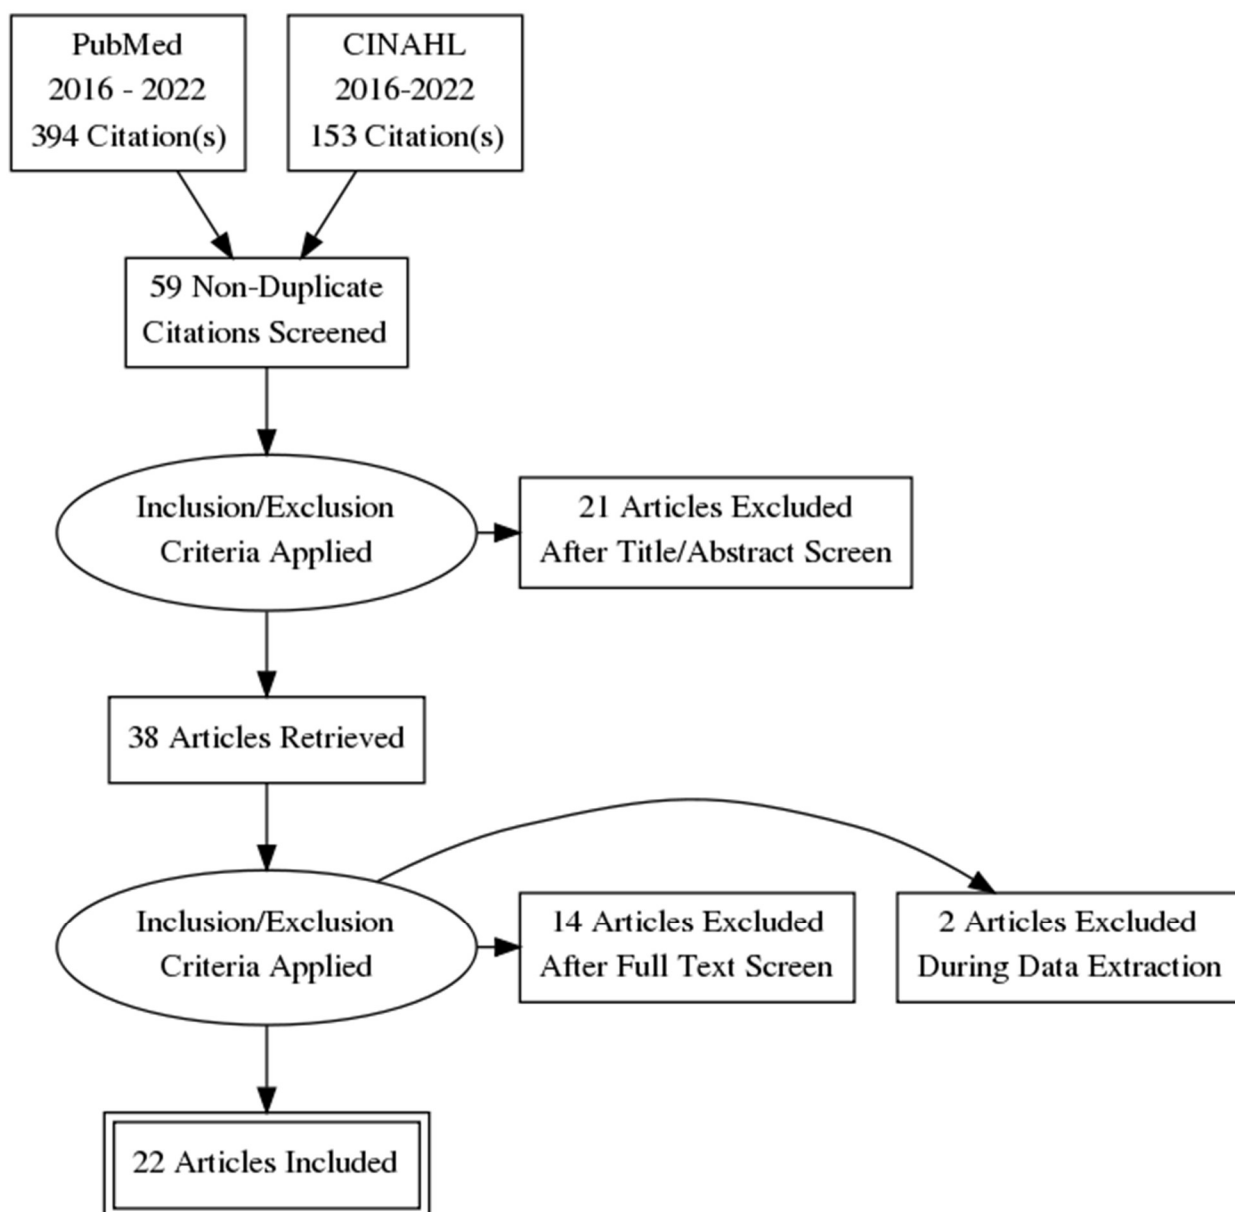 PubMed
2016 - 2022
394 Citation(s)
CINAHL
2016-2022
153 Citation(s)
59 Non-Duplicate
Citations Screened
Inclusion/Exclusion
Criteria Applied
21 Articles Excluded
After Title/Abstract Screen
38 Articles Retrieved
Inclusion/Exclusion
Criteria Applied
14 Articles Excluded
After Full Text Screen
2 Articles Excluded
During Data Extraction
22 Articles Included